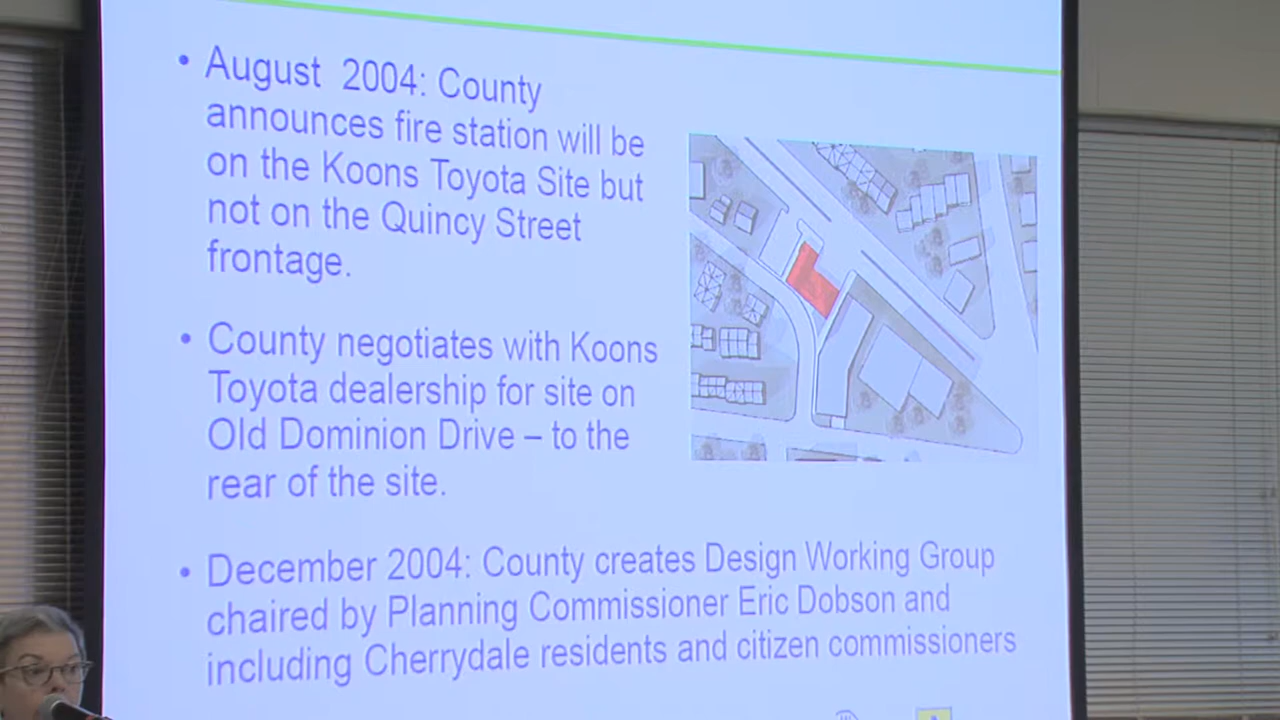 • August 2004: County
announces fire station will be
on the Koons Toyota Site but
not on the Quincy Street
frontage.
• County negotiates with Koons
Toyota dealership for site on
Old Dominion Drive – to the
rear of the site.
• December 2004: County creates Design Working Group
chaired by Planning Commissioner Eric Dobson and
including Cherrydale residents and citizen commissioners